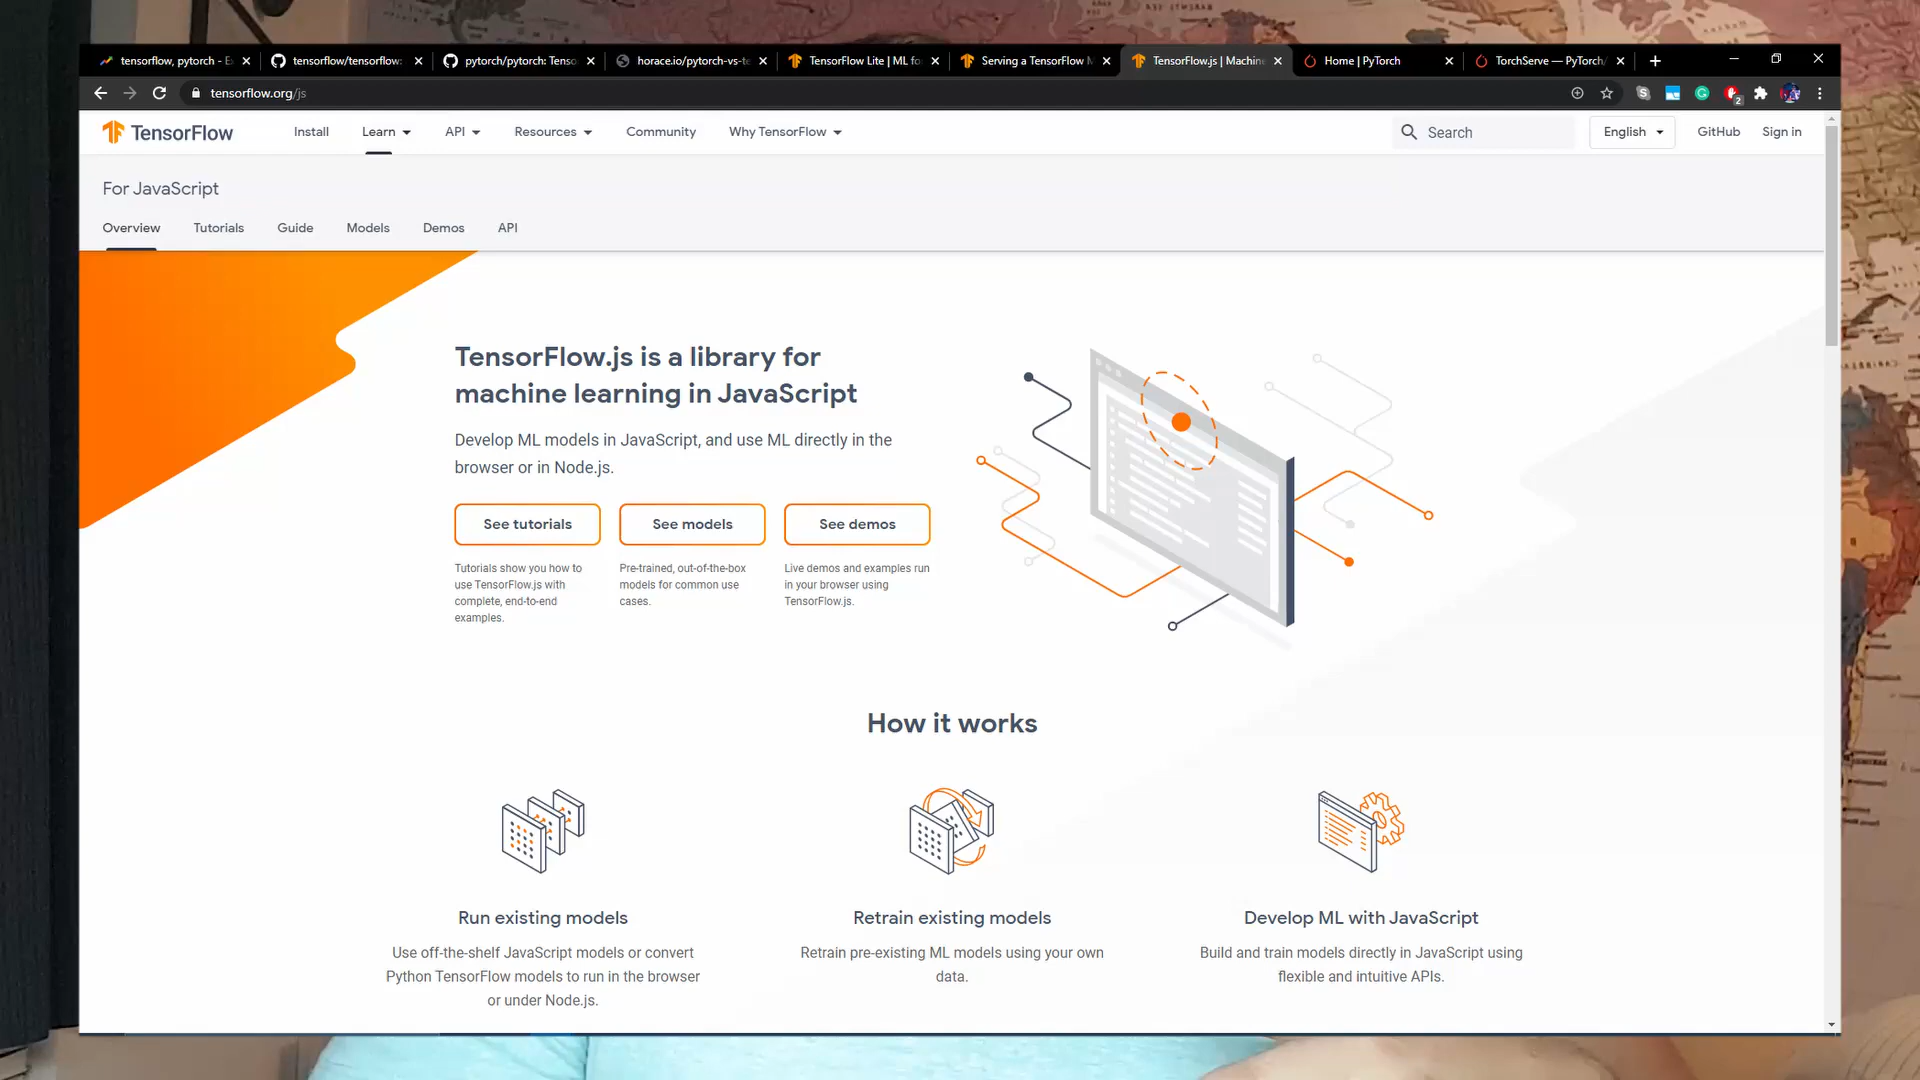 tensorflow, pytorch - E
tensorflow/tensorflow:
pytorch/pytorch: Tenso
horace.io/pytorch-vs-te
TensorFlow Lite | ML fo
Serving a TensorFlow M
TensorFlow.js | Machine
Home | PyTorch
TorchServe — PyTorch/
tensorflow.org/js
2
TensorFlow
Install
Learn
API
Resources
Community
Why TensorFlow
Search
English
GitHub
Sign in
For JavaScript
Overview
Tutorials
Guide
Models
Demos
API
TensorFlow.js is a library for
machine learning in JavaScript
Develop ML models in JavaScript, and use ML directly in the
browser or in Node.js.
See tutorials
See models
See demos
Tutorials show you how to
use TensorFlow.js with
complete, end-to-end
examples.
Pre-trained, out-of-the-box
models for common use
cases.
Live demos and examples run
in your browser using
TensorFlow.js.
How it works
Run existing models
Use off-the-shelf JavaScript models or convert
Python TensorFlow models to run in the browser
or under Node.js.
Retrain existing models
Retrain pre-existing ML models using your own
data.
Develop ML with JavaScript
Build and train models directly in JavaScript using
flexible and intuitive APIs.